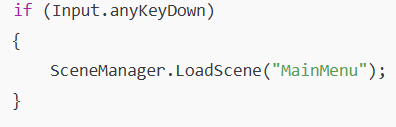 if (Input.anyKeyDown)
{
    SceneManager.LoadScene("MainMenu");
}